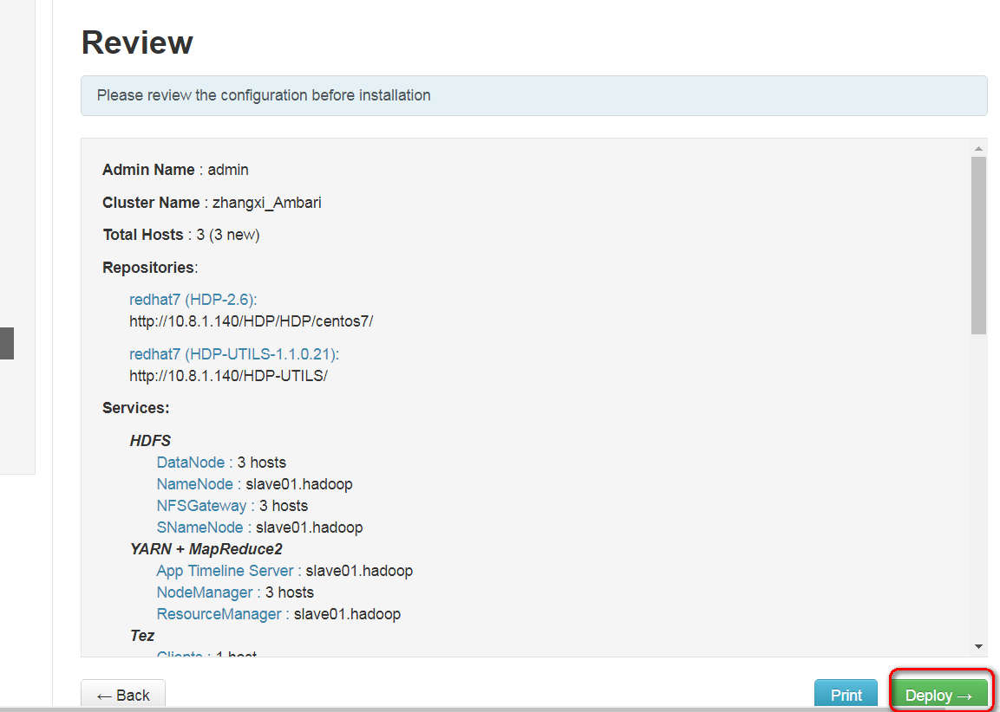 Review
Please review the configuration before installation
Admin Name : admin
Cluster Name : zhangxi_Ambari
Total Hosts : 3 (3 new)
Repositories:
redhat7 (HDP-2.6):
http://10.8.1.140/HDP/HDP/centos7/
redhat7 (HDP-UTILS-1.1.0.21):
http://10.8.1.140/HDP-UTILS/
Services:
HDFS
DataNode : 3 hosts
NameNode : slave01.hadoop
NFSGateway : 3 hosts
SNameNode : slave01.hadoop
YARN + MapReduce2
App Timeline Server : slave01.hadoop
NodeManager : 3 hosts
ResourceManager : slave01.hadoop
Tez
Clients : 1 host
← Back
Print
Deploy →